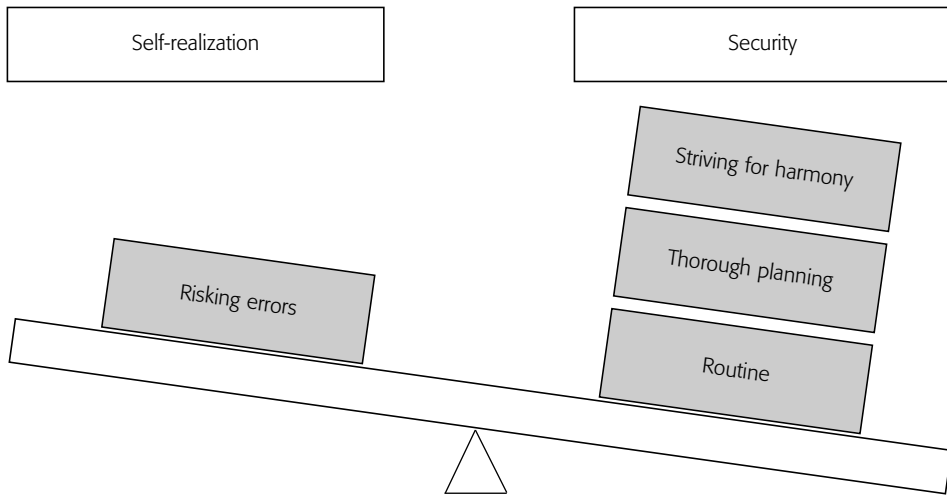 Self-realization
Security
Striving for harmony
Thorough planning
Risking errors
Routine